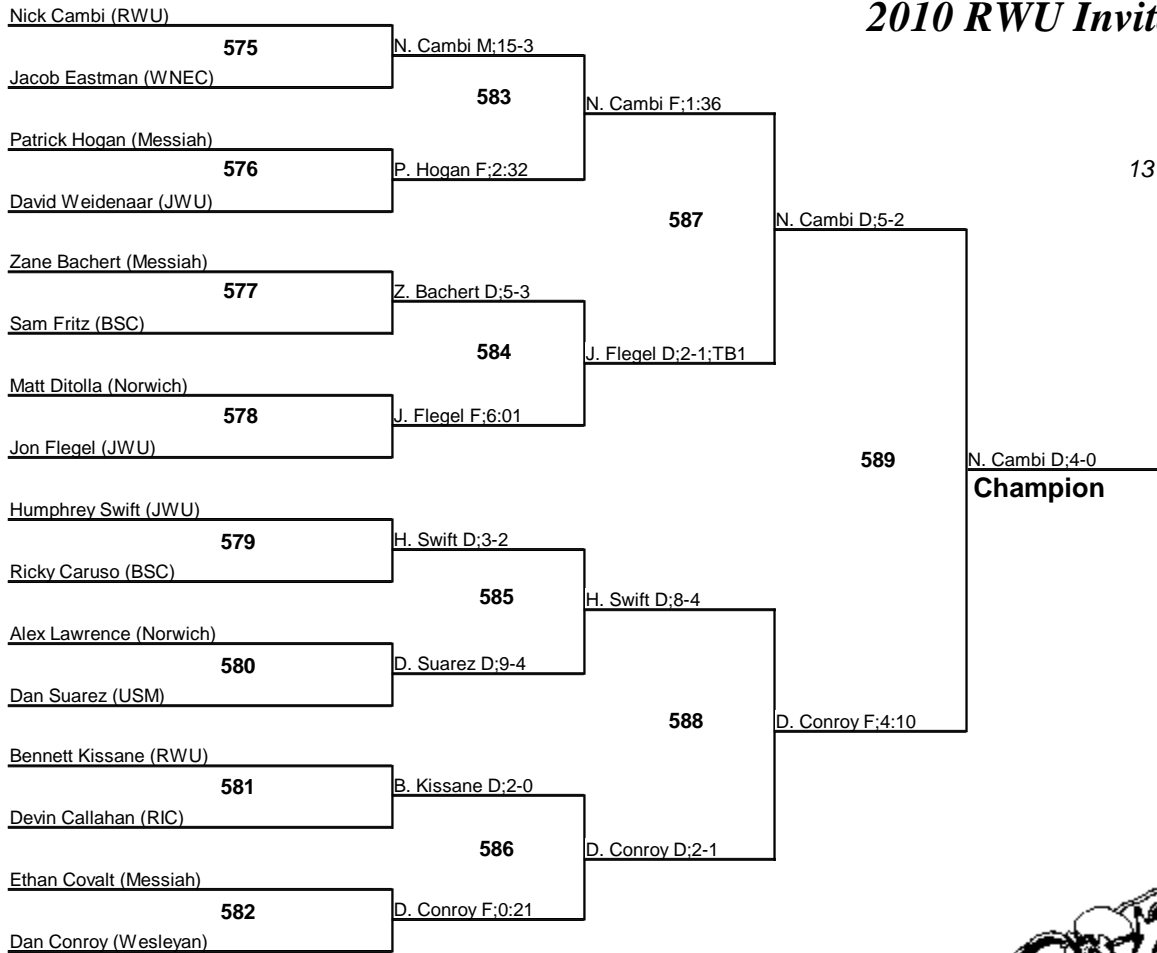 2010 RWU Invit
13
Nick Cambi (RWU)
575
Jacob Eastman (WNEC)
N. Cambi M;15-3
583
Patrick Hogan (Messiah)
576
David Weidenaar (JWU)
P. Hogan F;2:32
N. Cambi F;1:36
587
Zane Bachert (Messiah)
577
Sam Fritz (BSC)
Z. Bachert D;5-3
584
Matt Ditolla (Norwich)
578
Jon Flegel (JWU)
J. Flegel F;6:01
J. Flegel D;2-1;TB1
N. Cambi D;5-2
589
N. Cambi D;4-0
Champion
Humphrey Swift (JWU)
579
Ricky Caruso (BSC)
H. Swift D;3-2
585
Alex Lawrence (Norwich)
580
Dan Suarez (USM)
D. Suarez D;9-4
H. Swift D;8-4
588
D. Conroy F;4:10
Bennett Kissane (RWU)
581
Devin Callahan (RIC)
B. Kissane D;2-0
586
Ethan Covalt (Messiah)
582
Dan Conroy (Wesleyan)
D. Conroy F;0:21
D. Conroy D;2-1